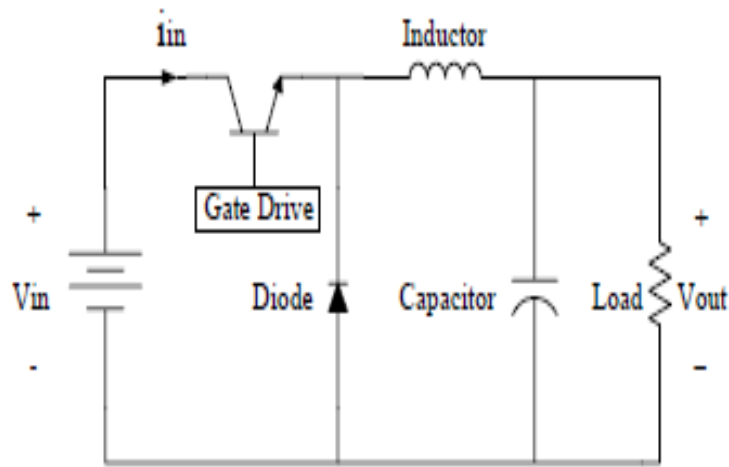 iin
Inductor
Gate Drive
+
+
Vin
Diode
Capacitor
Load
Vout
-
–